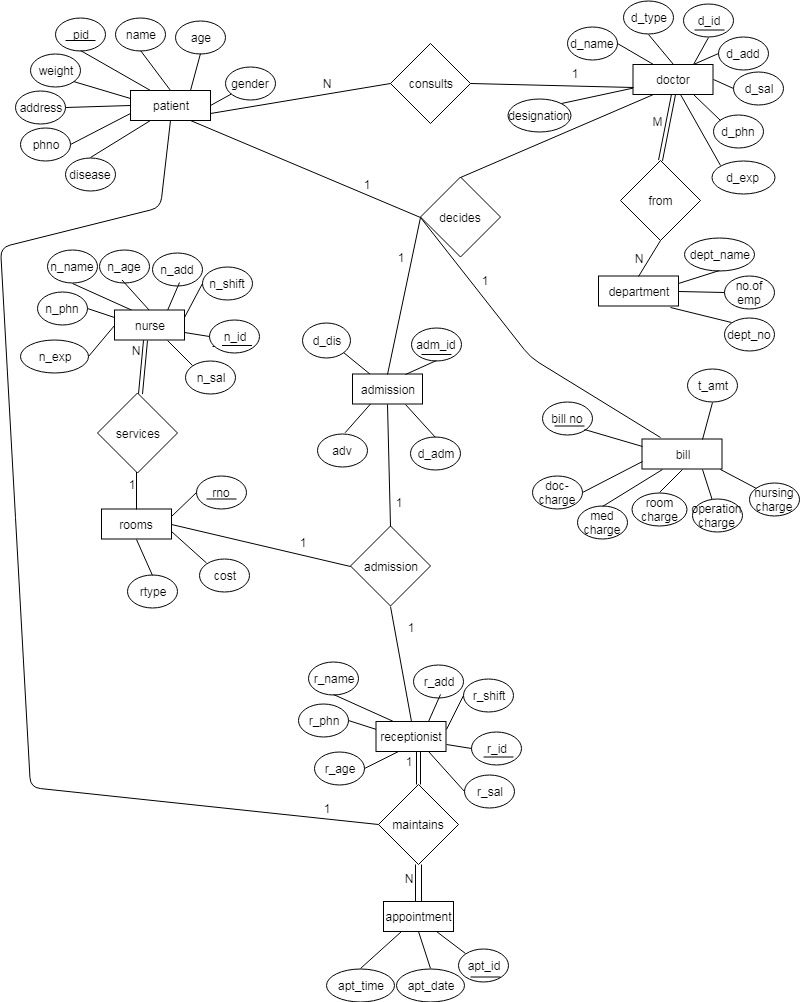 d_type
d_id
pid
name
age
d_name
d_add
weight
gender
N
consults
1
doctor
d_sal
address
patient
designation
M
d_phn
phno
disease
d_exp
1
from
decides
n_name
n_age
n_add
1
N
dept_name
n_shift
1
n_phn
department
no.of
emp
nurse
n_id
d_dis
adm_id
dept_no
n_exp
N
n_sal
admission
t_amt
bill no
services
adv
d_adm
bill
1
rno
doc-
charge
nursing
charge
room
charge
operation
charge
med
charge
1
rooms
1
admission
cost
rtype
1
r_name
r_add
r_shift
r_phn
receptionist
r_id
1
r_age
r_sal
1
maintains
N
appointment
apt_id
apt_time
apt_date